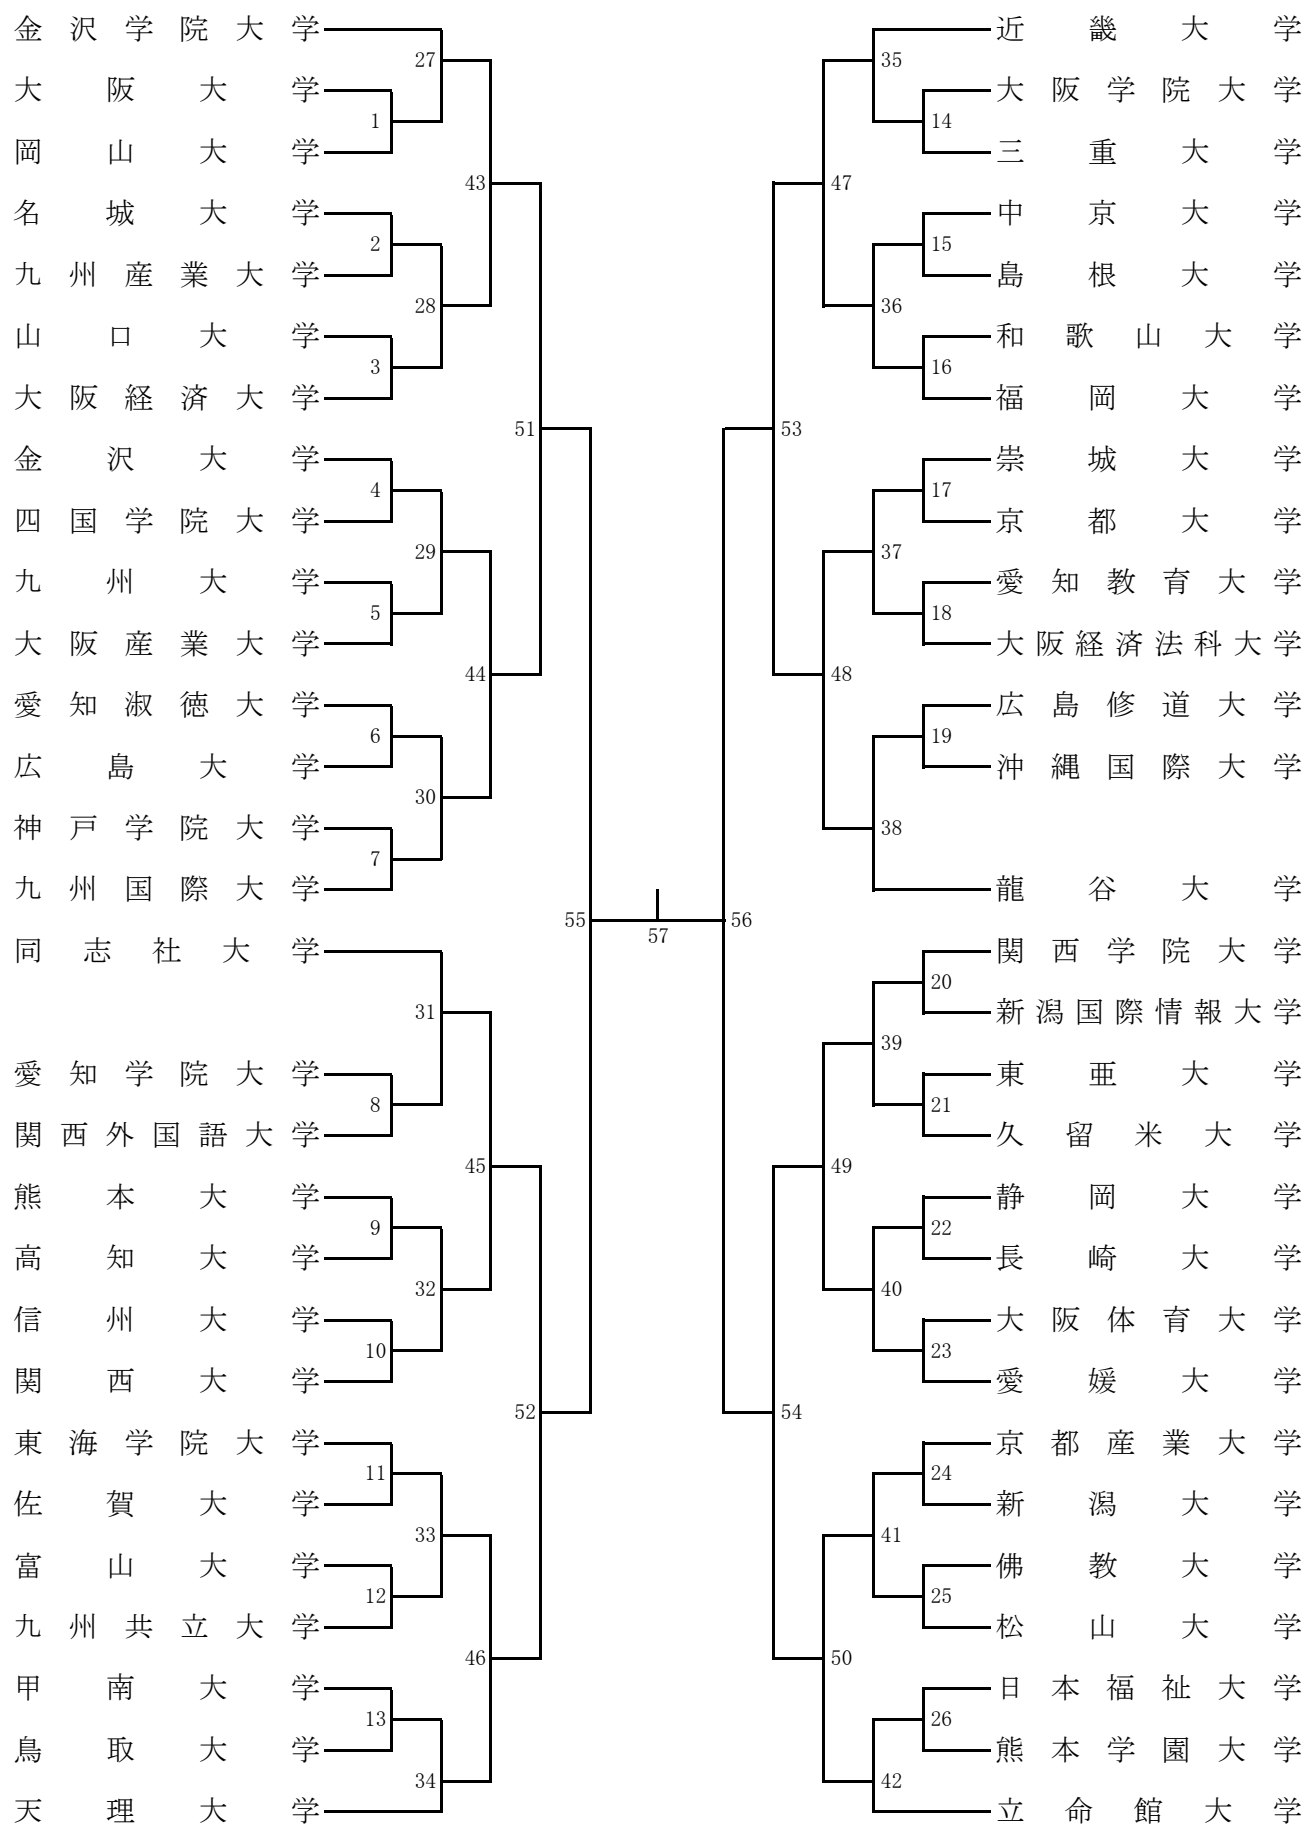 金沢学院大学
27
大阪大学
1
岡山大学
43
名城大学
2
九州産業大学
28
山口大学
3
大阪経済大学
51
金沢大学
4
四国学院大学
29
九州大学
5
大阪産業大学
44
愛知淑徳大学
6
広島大学
30
神戸学院大学
7
九州国際大学
55
同志社大学
31
愛知学院大学
8
関西外国語大学
45
熊本大学
9
高知大学
32
信州大学
10
関西大学
52
東海学院大学
11
佐賀大学
33
富山大学
12
九州共立大学
46
甲南大学
13
鳥取大学
34
天理大学
57
近畿大学
35
大阪学院大学
14
三重大学
47
中京大学
15
島根大学
36
和歌山大学
16
福岡大学
53
崇城大学
17
京都大学
37
愛知教育大学
18
大阪経済法科大学
48
広島修道大学
19
沖縄国際大学
38
龍谷大学
56
関西学院大学
20
新潟国際情報大学
39
東亜大学
21
久留米大学
49
静岡大学
22
長崎大学
40
大阪体育大学
23
愛媛大学
54
京都産業大学
24
新潟大学
41
佛教大学
25
松山大学
50
日本福祉大学
26
熊本学園大学
42
立命館大学